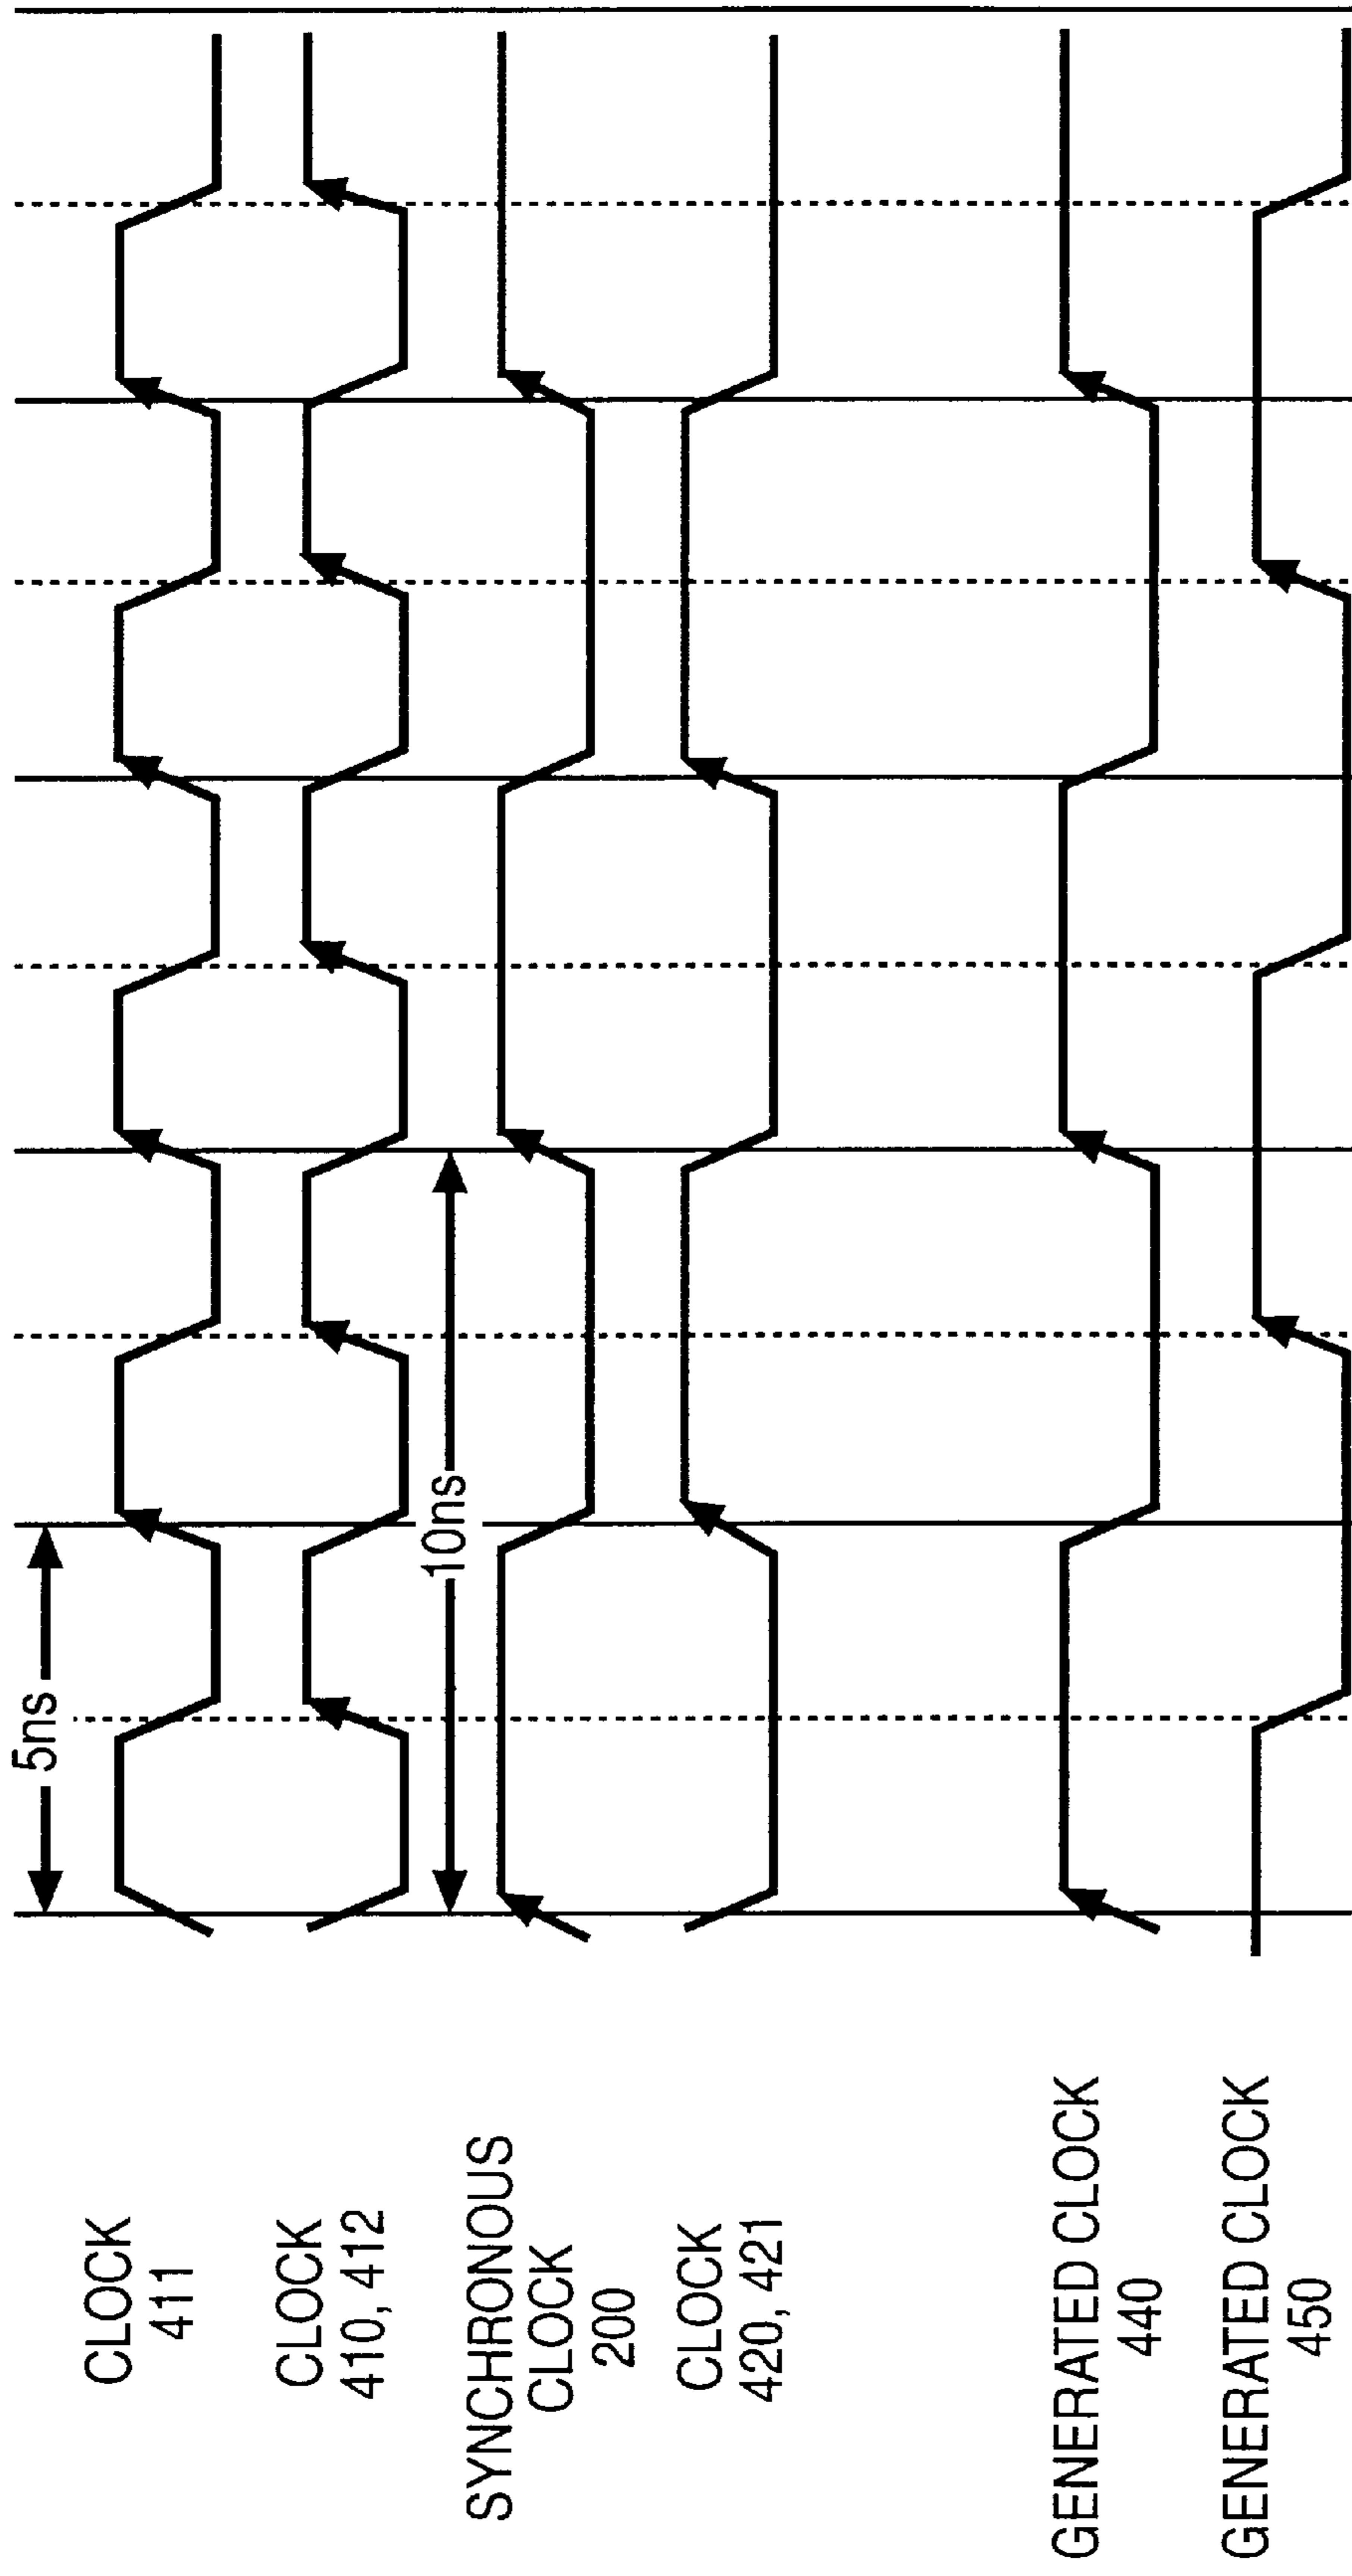 5ns
CLOCK
411
CLOCK
410, 412
10ns
SYNCHRONOUS
CLOCK
200
CLOCK
420, 421
GENERATED CLOCK
440
GENERATED CLOCK
450